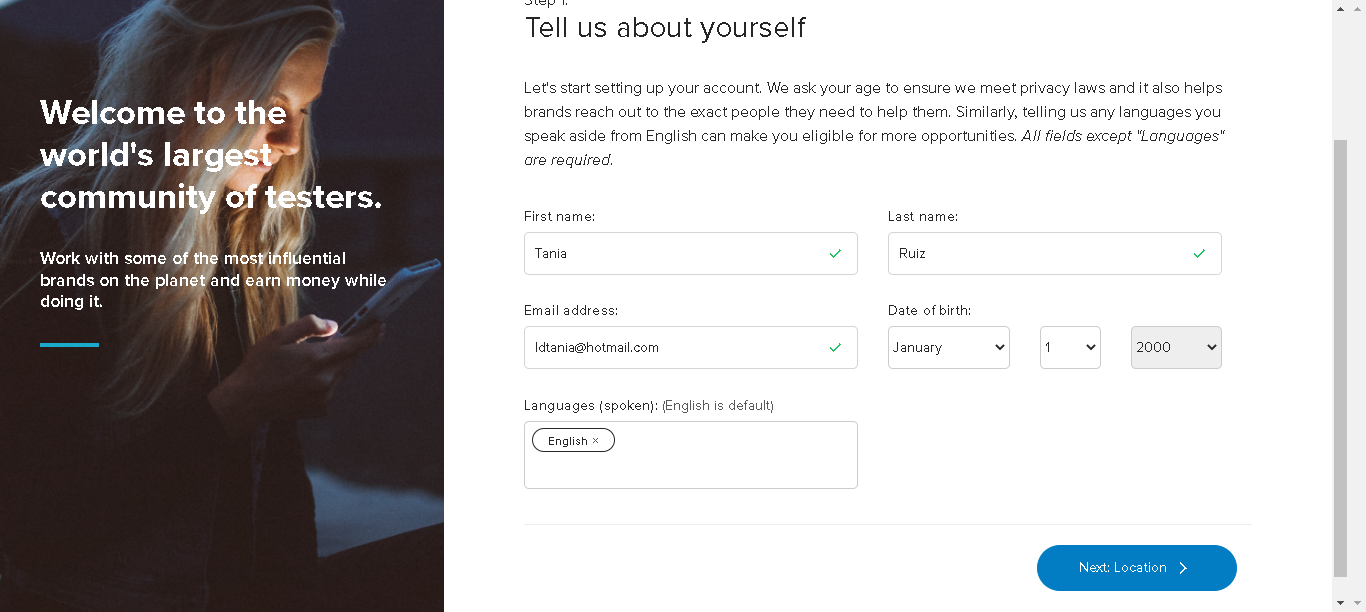 Welcome to the
world's largest
community of testers.
Work with some of the most influential
brands on the planet and earn money while
doing it.
Step 1:
Tell us about yourself
Let's start setting up your account. We ask your age to ensure we meet privacy laws and it also helps
brands reach out to the exact people they need to help them. Similarly, telling us any languages you
speak aside from English can make you eligible for more opportunities. All fields except "Languages"
are required.
First name:
Last name:
Tania
Ruiz
Email address:
Date of birth:
ldtania@hotmail.com
January
1
2000
Languages (spoken): (English is default)
English ×
Next: Location